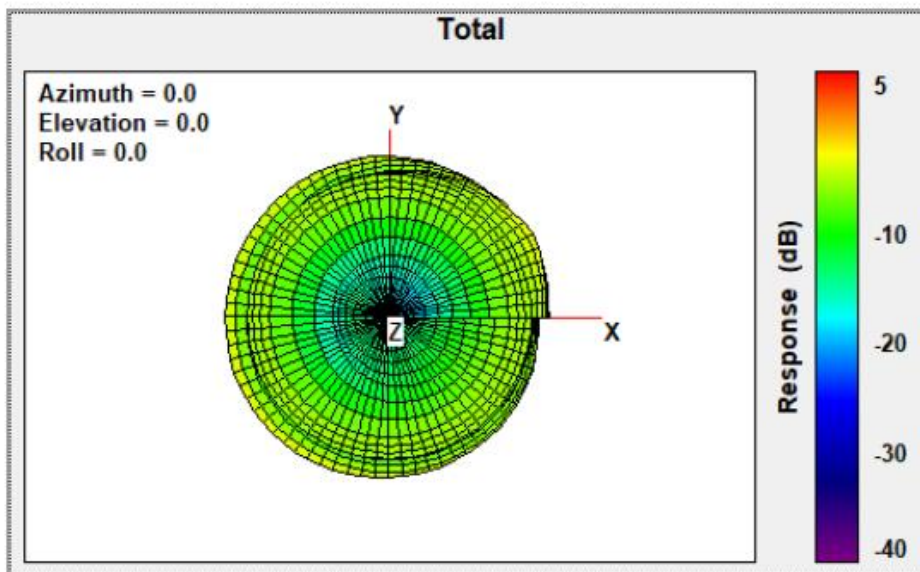 Total
Azimuth = 0.0
Elevation = 0.0
Roll = 0.0
Y
Z
X
Response (dB)
5
-10
-20
-30
-40